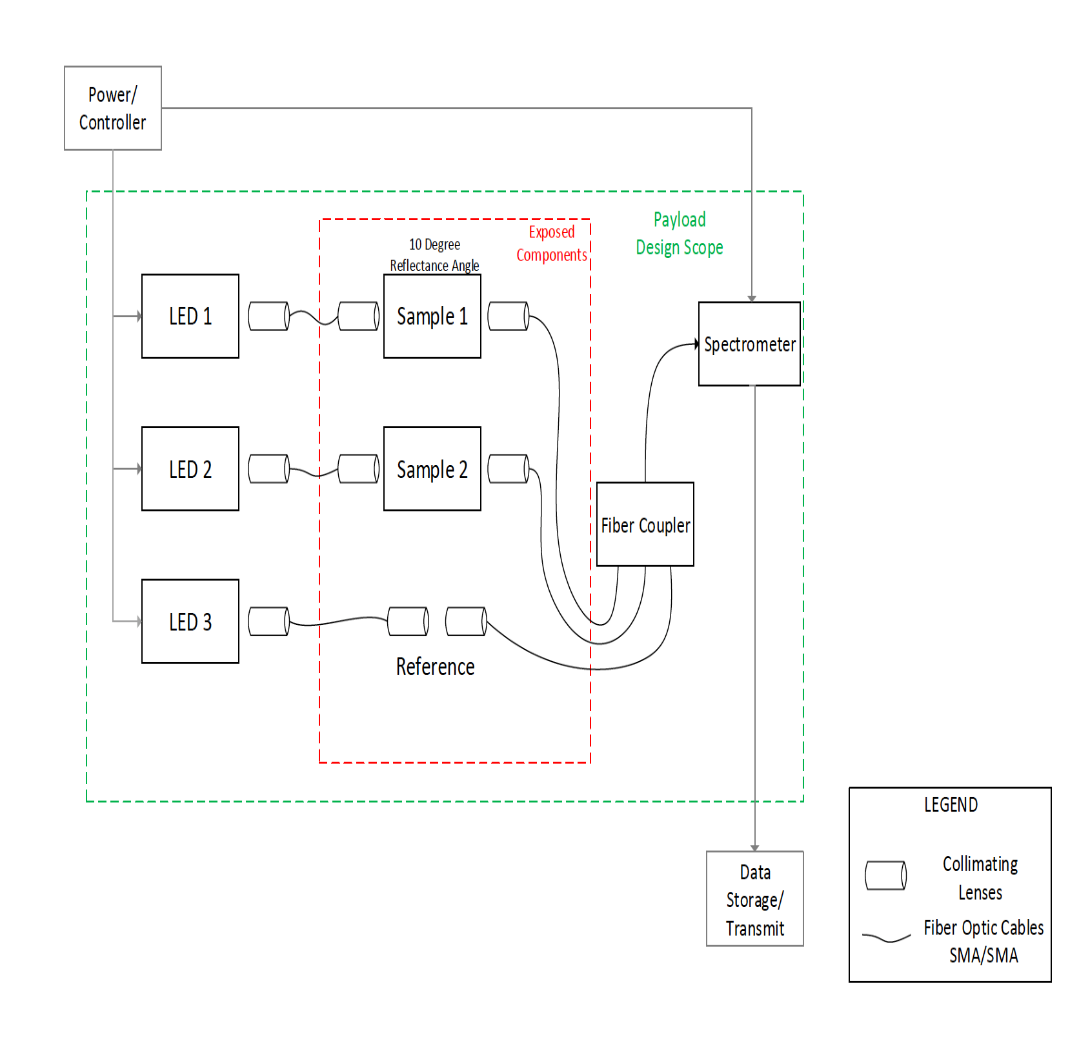 Power/
Controller
Payload
Design Scope
Exposed
Components
10 Degree
Reflectance Angle
LED 1
Sample 1
Spectrometer
LED 2
Sample 2
Fiber Coupler
LED 3
Reference
LEGEND
Collimating
Lenses
Fiber Optic Cables
SMA/SMA
Data
Storage/
Transmit